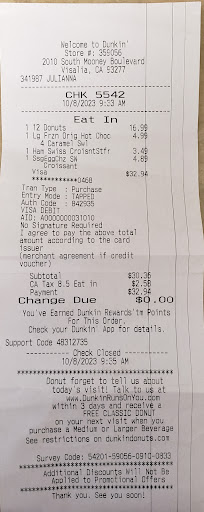 Welcome to Dunkin'
Store #: 359056
2010 South Mooney Boulevard
Visalia, CA 93277
341987 JULIANNA
CHK 5542
10/8/2023 9:33 AM
Eat In
1 12 Donuts 16.99
1 Lg Frzn Orig Hot Choc 4.99
4 Caramel Swl
1 Ham Swiss CroisntStfr 3.49
1 SsgEggChz SW 4.89
Croissant
Visa $32.94
************0468
Tran Type : Purchase
Entry Mode : TAPPED
Auth Code : B42935
VISA DEBIT
AID: A0000000031010
No Signature Required
I agree to pay the above total
amount according to the card
issuer
(merchant agreement if credit
voucher)
Subtotal $30.36
CA Tax 8.5 Eat in $2.58
Payment $32.94
Change Due $0.00
You've Earned Dunkin Rewards'im Points
For This Order.
Check your Dunkin' App for details.
Support Code 48312735
-------- Check Closed --------
10/8/2023 9:35 AM
Donut forget to tell us about
today's visit! Talk to us at
www.DunkinRunsOnYou.com
within 3 days and receive a
FREE CLASSIC DONUT
on your next visit when you
purchase a Medium or Larger Beverage
See restrictions on dunkindonuts.com
Survey Code: 54201-59056-0910-0833
Additional Discounts Will Not Be
Applied to Promotional Offers
Thank you. See you soon!